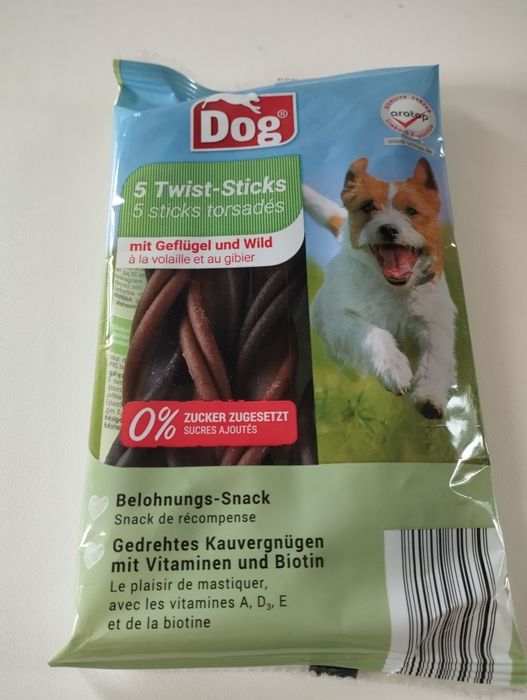 Dog®
aratop
5 Twist-Sticks
5 sticks torsadés
mit Geflügel und Wild
à la volaille et au gibier
0% ZUCKER ZUGESETZT
SUCRES AJOUTÉS
Belohnungs-Snack
Snack de récompense
Gedrehtes Kauvergnügen
mit Vitaminen und Biotin
Le plaisir de mastiquer,
avec les vitamines A, D₃, E
et de la biotine